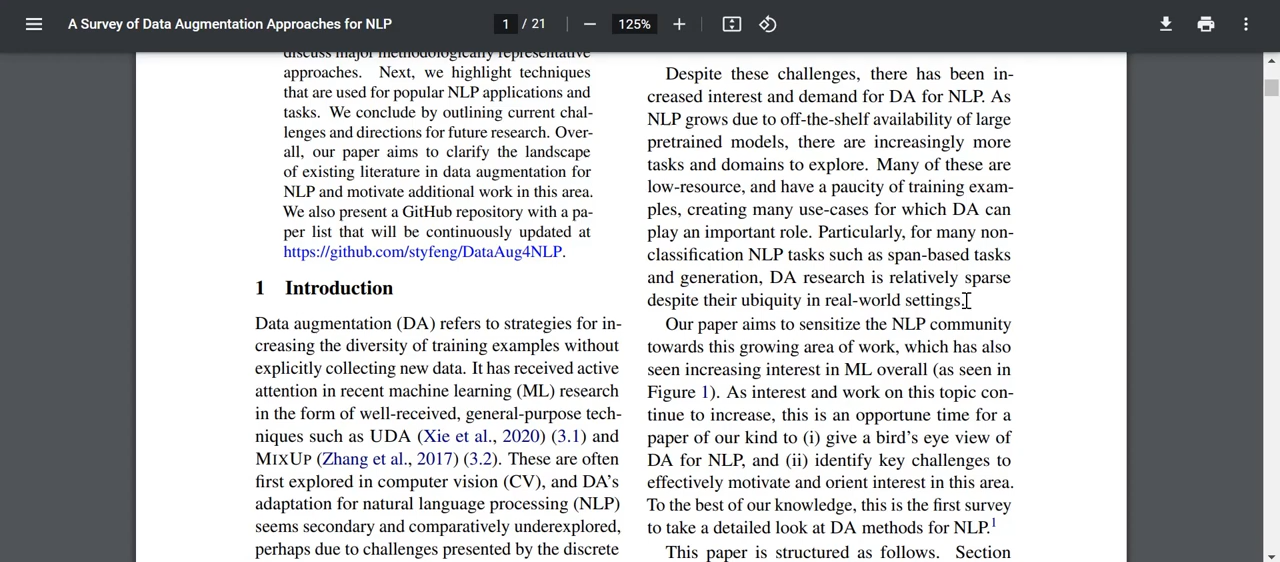 A Survey of Data Augmentation Approaches for NLP
1 / 21
125%
discuss major methodologically representative
approaches. Next, we highlight techniques
that are used for popular NLP applications and
tasks. We conclude by outlining current chal-
lenges and directions for future research. Over-
all, our paper aims to clarify the landscape
of existing literature in data augmentation for
NLP and motivate additional work in this area.
We also present a GitHub repository with a pa-
per list that will be continuously updated at
https://github.com/styfeng/DataAug4NLP.
1 Introduction
Data augmentation (DA) refers to strategies for in-
creasing the diversity of training examples without
explicitly collecting new data. It has received active
attention in recent machine learning (ML) research
in the form of well-received, general-purpose tech-
niques such as UDA (Xie et al., 2020) (3.1) and
MIXUP (Zhang et al., 2017) (3.2). These are often
first explored in computer vision (CV), and DA's
adaptation for natural language processing (NLP)
seems secondary and comparatively underexplored,
perhaps due to challenges presented by the discrete
Despite these challenges, there has been in-
creased interest and demand for DA for NLP. As
NLP grows due to off-the-shelf availability of large
pretrained models, there are increasingly more
tasks and domains to explore. Many of these are
low-resource, and have a paucity of training exam-
ples, creating many use-cases for which DA can
play an important role. Particularly, for many non-
classification NLP tasks such as span-based tasks
and generation, DA research is relatively sparse
despite their ubiquity in real-world settings.
Our paper aims to sensitize the NLP community
towards this growing area of work, which has also
seen increasing interest in ML overall (as seen in
Figure 1). As interest and work on this topic con-
tinue to increase, this is an opportune time for a
paper of our kind to (i) give a bird's eye view of
DA for NLP, and (ii) identify key challenges to
effectively motivate and orient interest in this area.
To the best of our knowledge, this is the first survey
to take a detailed look at DA methods for NLP.1
This paper is structured as follows. Section